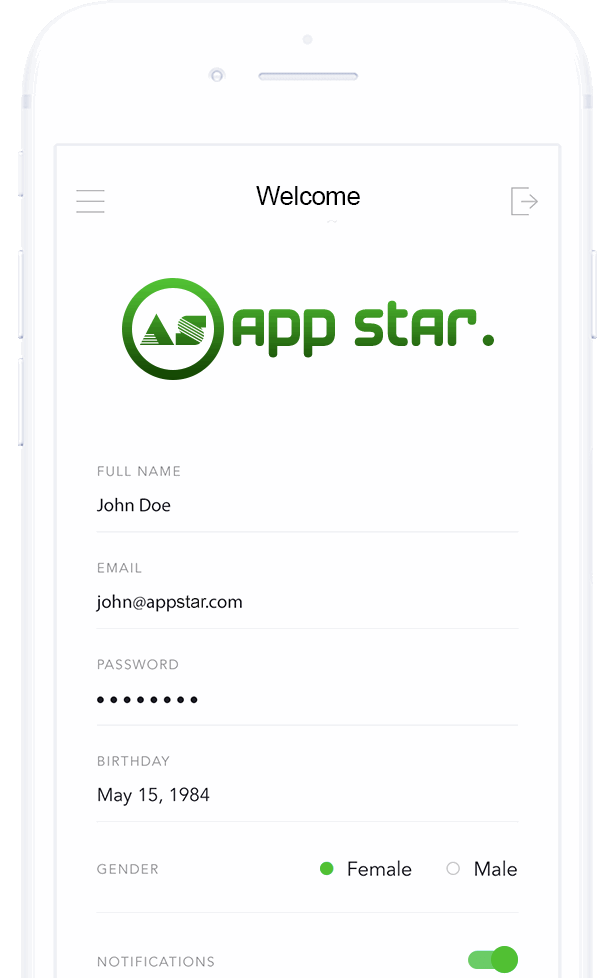 Welcome
AS app star.
FULL NAME
John Doe
EMAIL
john@appstar.com
PASSWORD
••••••••
BIRTHDAY
May 15, 1984
GENDER Female Male
NOTIFICATIONS